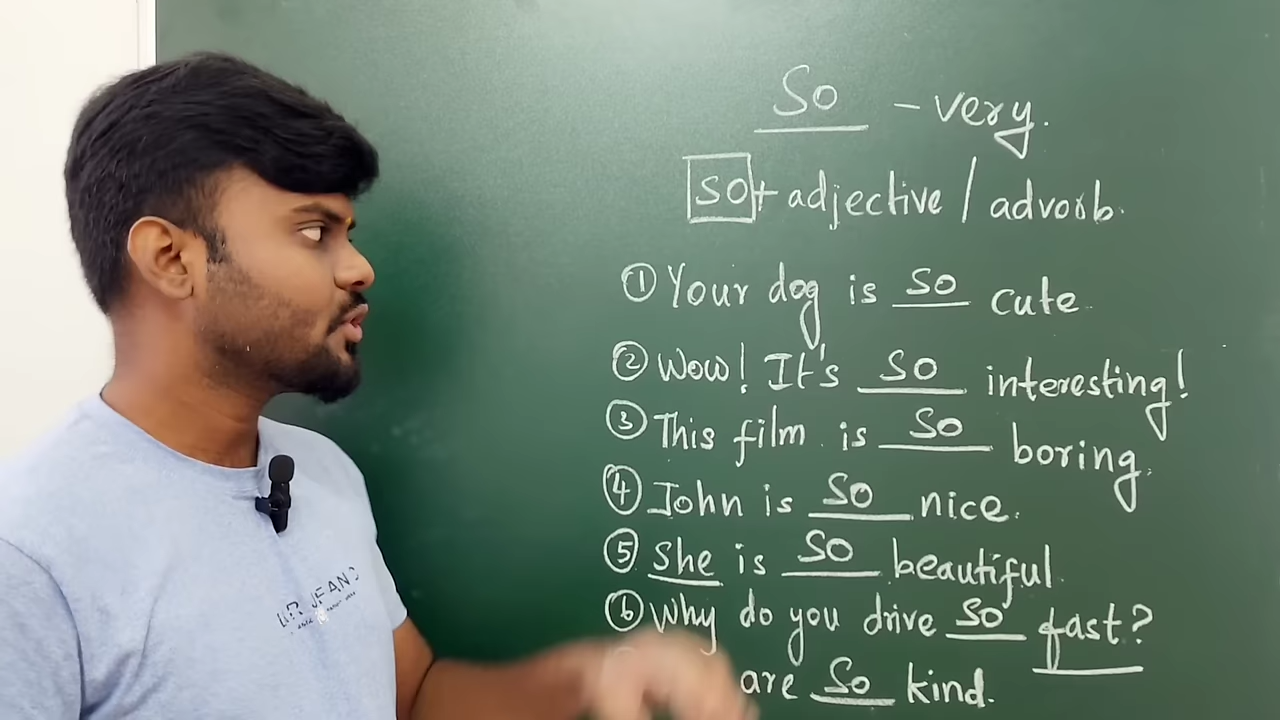 So - very.
so + adjective / adverb.
① Your dog is so cute
② Wow! It's so interesting!
③ This film is so boring.
④ John is so nice.
⑤ She is so beautiful
⑥ Why do you drive so fast?
are so kind.